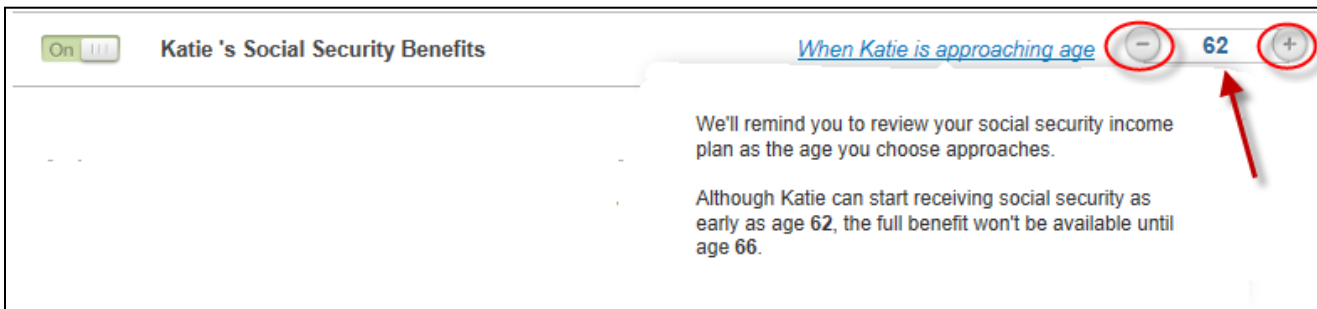 On Katie 's Social Security Benefits When Katie is approaching age - 62 +
We'll remind you to review your social security income
plan as the age you choose approaches.
Although Katie can start receiving social security as
early as age 62, the full benefit won't be available until
age 66.